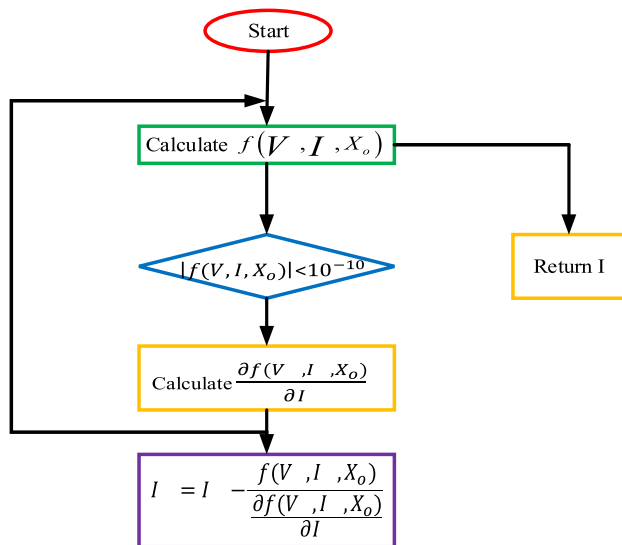 Start
Calculate f(V ,I ,Xₒ)
|f(V,I,Xₒ)|<10⁻¹⁰
Return I
Calculate ∂f(V ,I ,Xₒ)
∂I
I = I − f(V ,I ,Xₒ)
∂f(V ,I ,Xₒ)
∂I